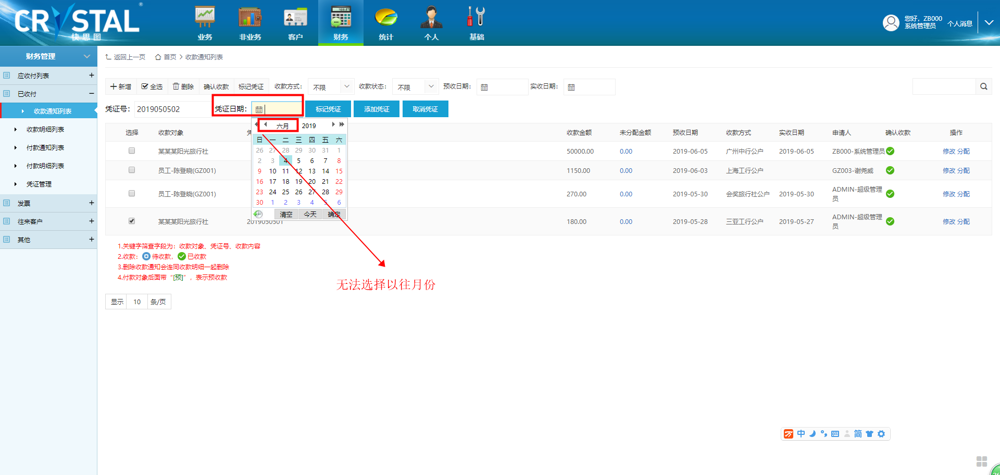 CRYSTAL ®
快思图
业务 非业务 客户 财务 统计 个人 基础
您好，ZB000
系统管理员
个人消息
财务管理
应收付列表 +
已收付 −
收款通知列表
收款明细列表
付款通知列表
付款明细列表
凭证管理
发票 +
往来客户 +
其他 +
返回上一页 首页 > 收款通知列表
新增 全选 删除 确认收款 标记凭证 收款方式： 不限 收款状态： 不限 预收日期： 实收日期：
凭证号： 2019050502 凭证日期： 标记凭证 添加凭证 取消凭证
六月 2019
日 一 二 三 四 五 六
26 27 28 29 30 31 1
2 3 4 5 6 7 8
9 10 11 12 13 14 15
16 17 18 19 20 21 22
23 24 25 26 27 28 29
30 1 2 3 4 5 6
清空 今天 确定
选择 收款对象 收款金额 未分配金额 预收日期 收款方式 实收日期 申请人 确认收款 操作
某某某阳光旅行社 50000.00 0.00 2019-06-05 广州中行公户 2019-06-05 ZB000-系统管理员 修改 分配
员工-陈登晓(GZ001) 1150.00 0.00 2019-06-03 上海工行公户 GZ003-谢尧威 修改 分配
员工-陈登晓(GZ001) 270.00 0.00 2019-05-30 会奖旅行社公户 2019-05-30 ADMIN-超级管理员 修改 分配
某某某阳光旅行社 2019050501 180.00 0.00 2019-05-28 三亚工行公户 2019-05-27 ADMIN-超级管理员 修改 分配
1.关键字筛查字段为：收款对象、凭证号、收款内容
2.收款： 待收款， 已收款
3.删除收款通知会连同收款明细一起删除
4.付款对象后面带“[预]”，表示预收款
无法选择以往月份
显示 10 条/页
中 简